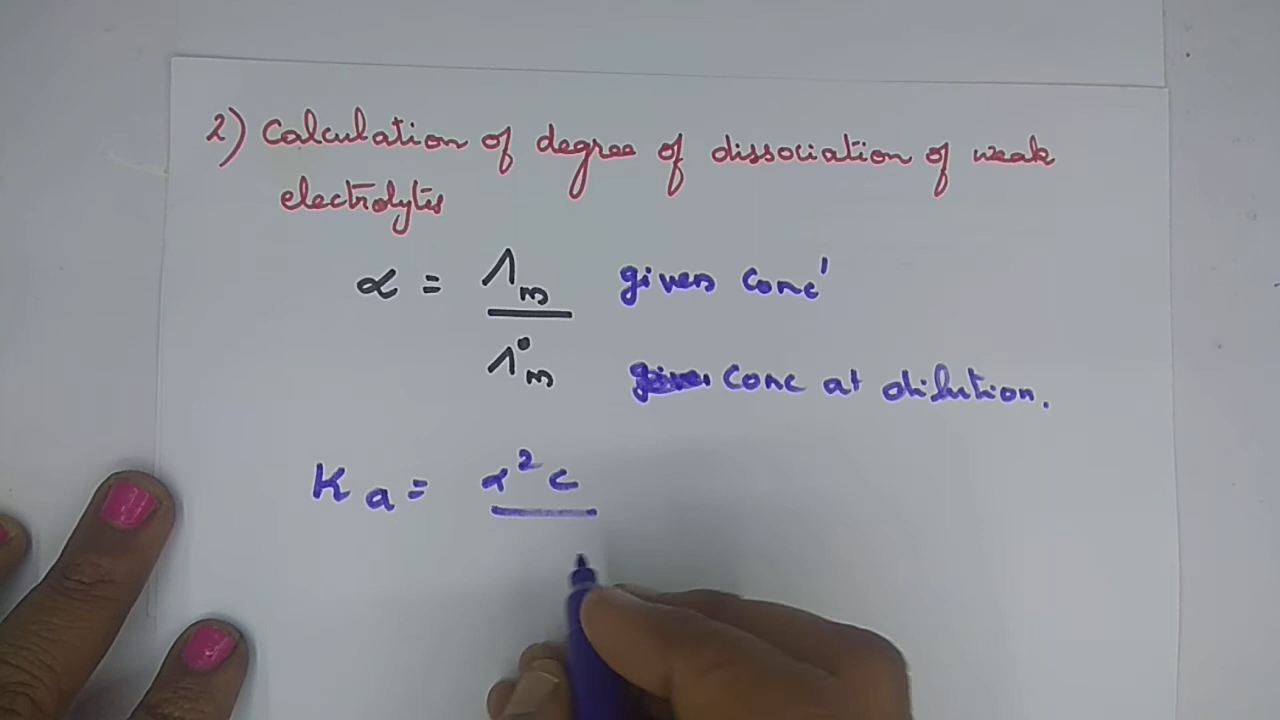 2) Calculation of degree of dissociation of weak
electrolytes
α = Λm given conc'
Λ°m conc at dilution.
Ka = α²c